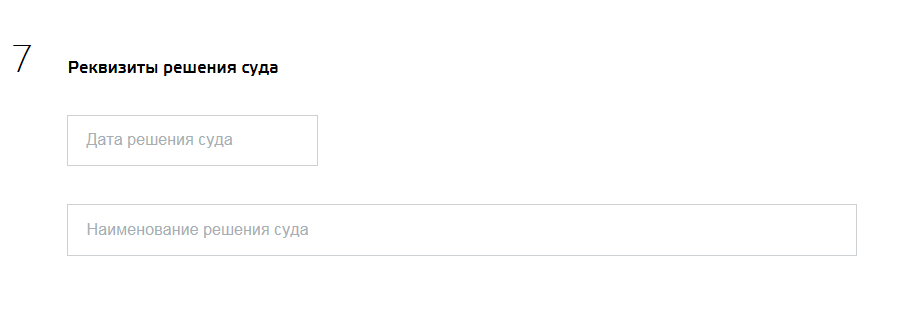 7
Реквизиты решения суда
Дата решения суда
Наименование решения суда